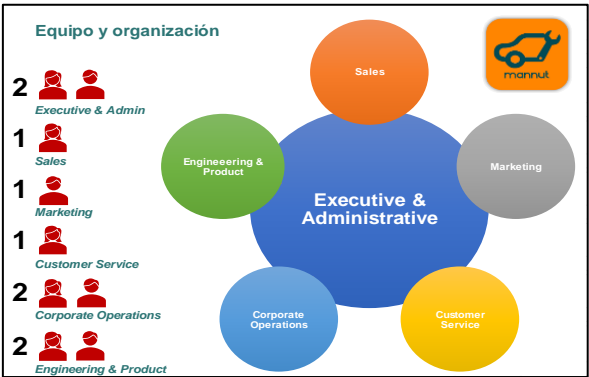 Equipo y organización
mannut
2
Executive & Admin
1
Sales
1
Marketing
1
Customer Service
2
Corporate Operations
2
Engineering & Product
Sales
Engineeering &
Product
Marketing
Executive &
Administrative
Corporate
Operations
Customer
Service